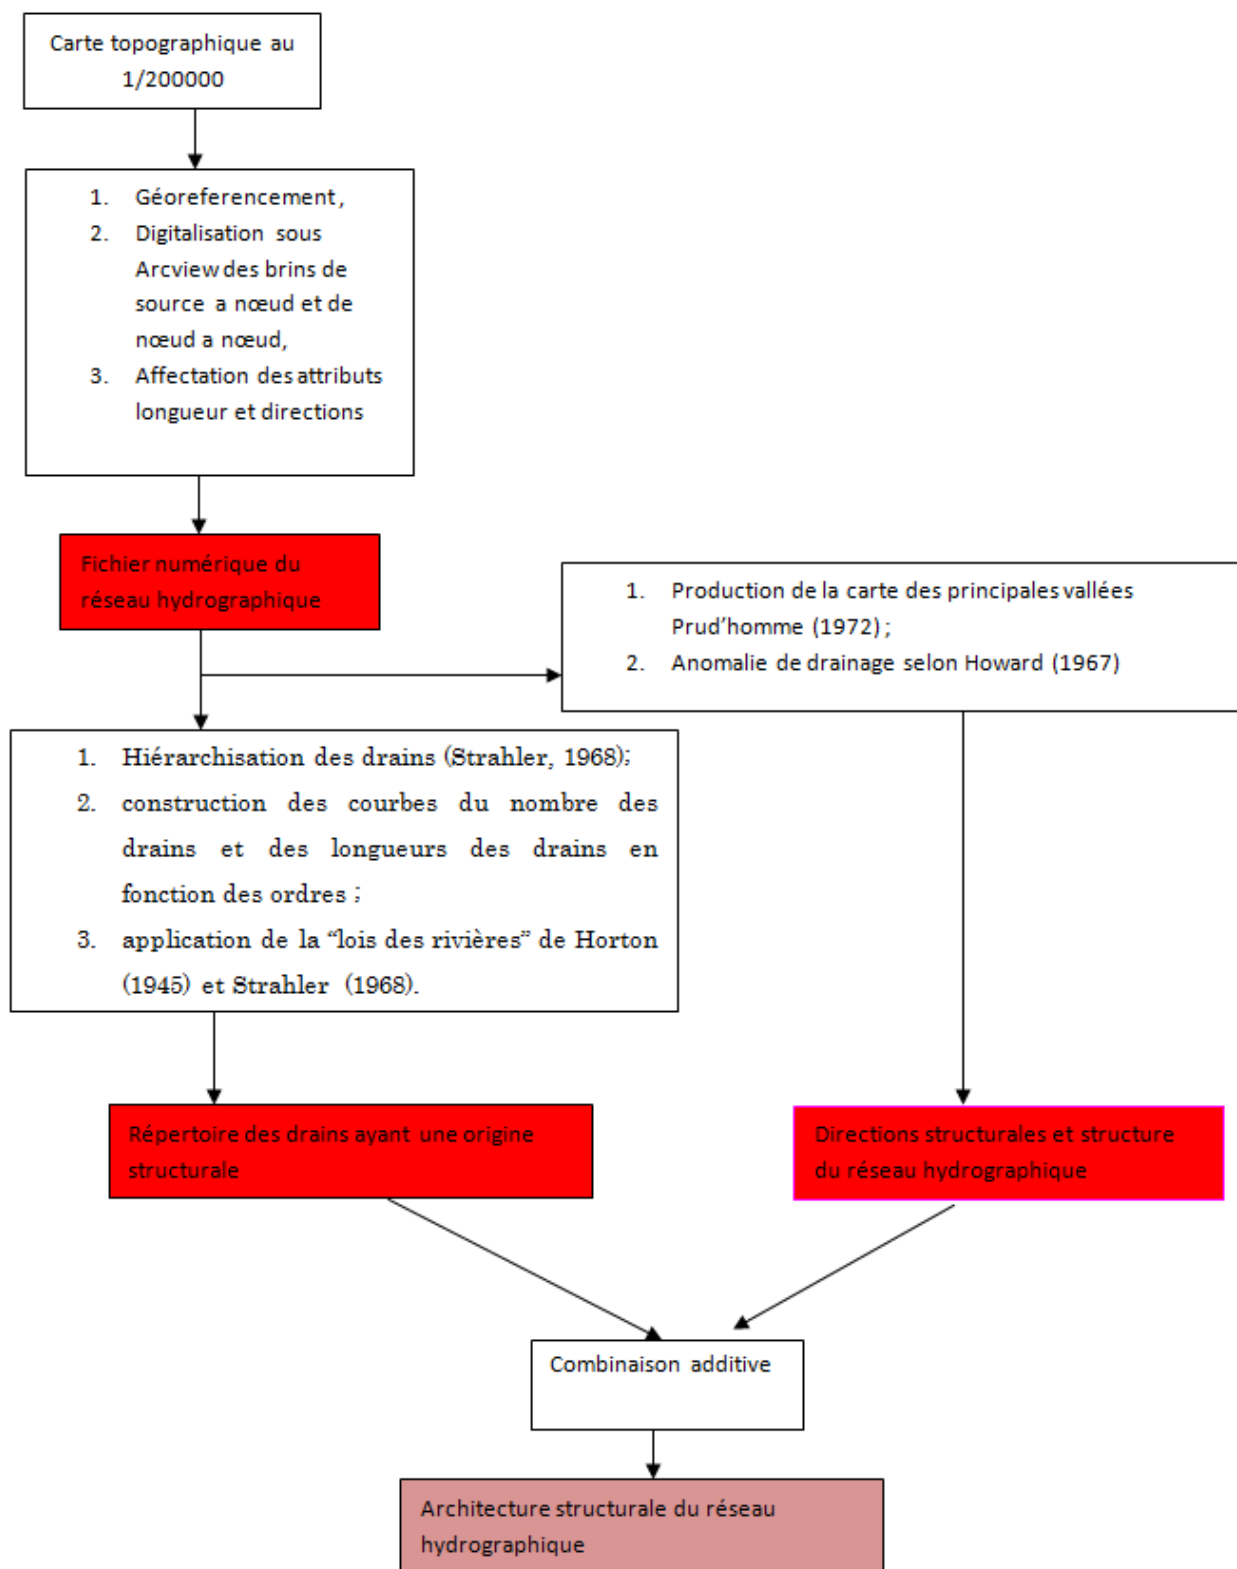 Carte topographique au
1/200000
1. Géoreferencement,
2. Digitalisation sous
Arcview des brins de
source a nœud et de
nœud a nœud,
3. Affectation des attributs
longueur et directions
Fichier numérique du
réseau hydrographique
1. Production de la carte des principales vallées
Prud'homme (1972) ;
2. Anomalie de drainage selon Howard (1967)
1. Hiérarchisation des drains (Strahler, 1968);
2. construction des courbes du nombre des
drains et des longueurs des drains en
fonction des ordres ;
3. application de la “lois des rivières” de Horton
(1945) et Strahler (1968).
Répertoire des drains ayant une origine
structurale
Directions structurales et structure
du réseau hydrographique
Combinaison additive
Architecture structurale du réseau
hydrographique